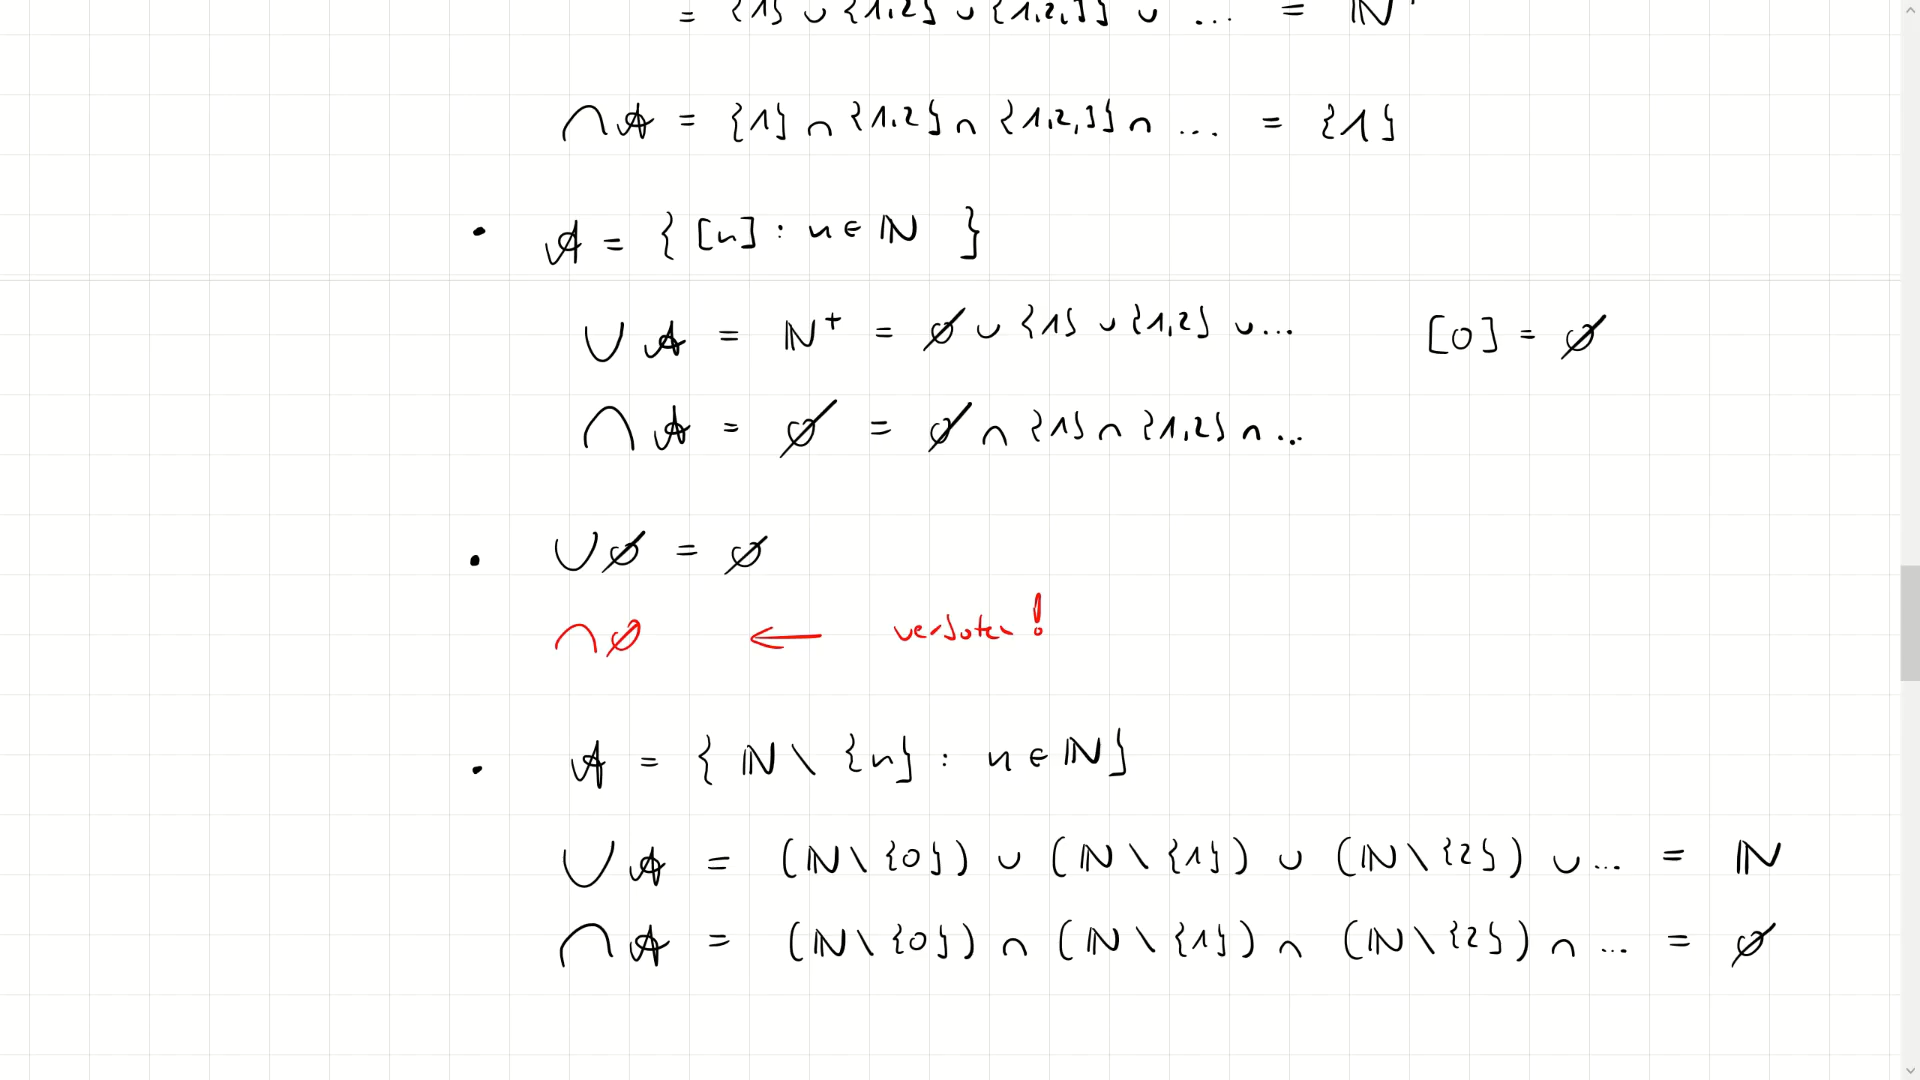 = {1} ∪ {1,2} ∪ {1,2,3} ∪ ... = ℕ⁺
∩𝒜 = {1} ∩ {1,2} ∩ {1,2,3} ∩ ... = {1}
• 𝒜 = { [n] : n ∈ ℕ }
∪𝒜 = ℕ⁺ = ∅ ∪ {1} ∪ {1,2} ∪ ... [0] = ∅
∩𝒜 = ∅ = ∅ ∩ {1} ∩ {1,2} ∩ ...
• ∪∅ = ∅
∩∅ ← verboten!
• 𝒜 = { ℕ \ {n} : n ∈ ℕ }
∪𝒜 = (ℕ \ {0}) ∪ (ℕ \ {1}) ∪ (ℕ \ {2}) ∪ ... = ℕ
∩𝒜 = (ℕ \ {0}) ∩ (ℕ \ {1}) ∩ (ℕ \ {2}) ∩ ... = ∅